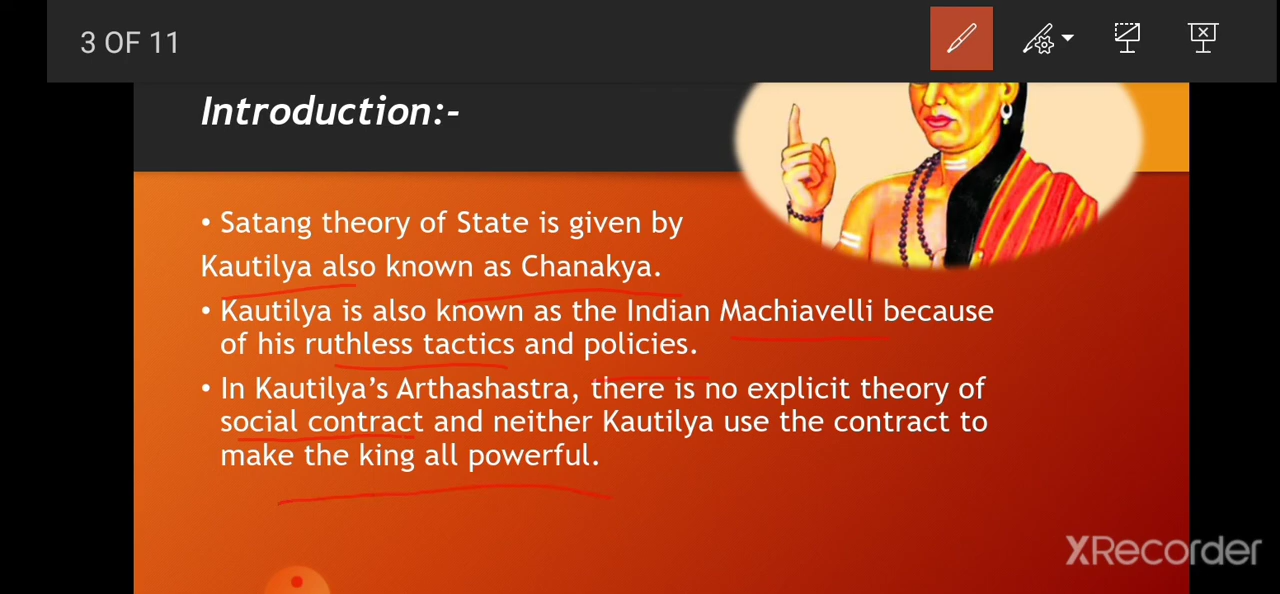 3 OF 11
Introduction:-
• Satang theory of State is given by
Kautilya also known as Chanakya.
• Kautilya is also known as the Indian Machiavelli because
of his ruthless tactics and policies.
• In Kautilya’s Arthashastra, there is no explicit theory of
social contract and neither Kautilya use the contract to
make the king all powerful.
XRecorder